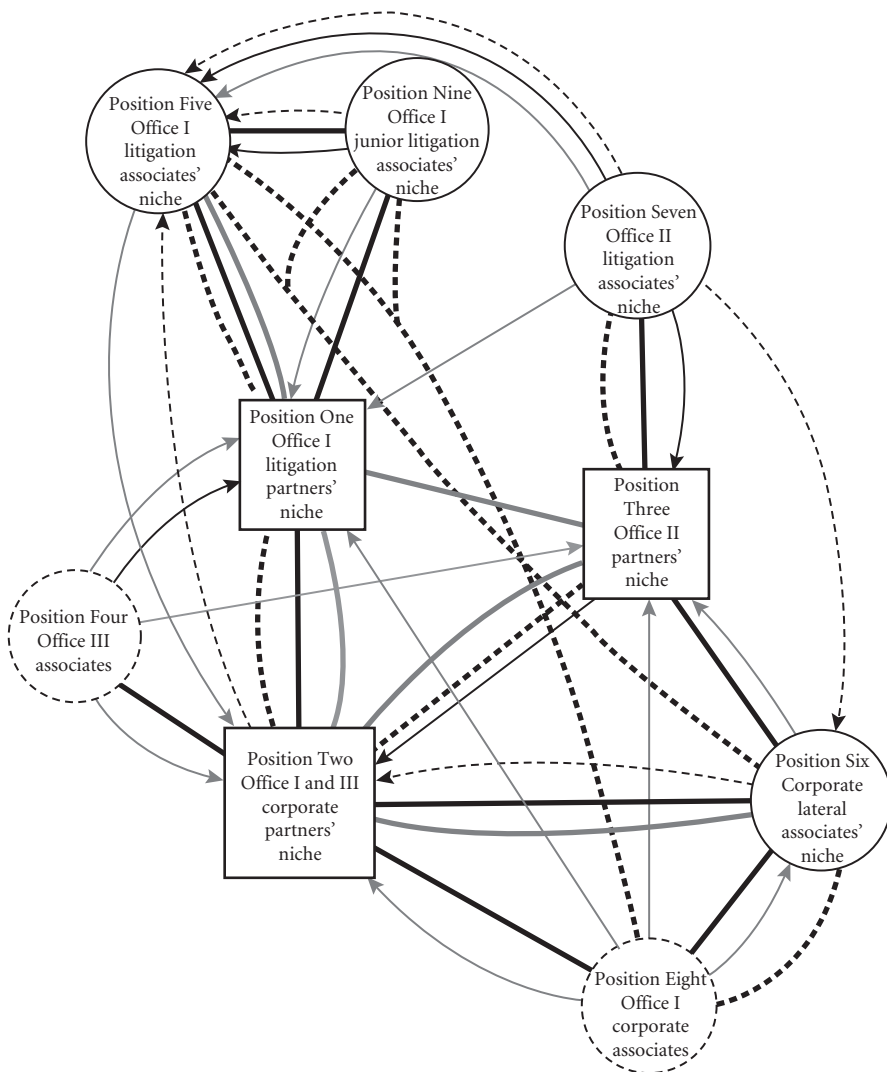 Position Five
Office I
litigation
associates'
niche
Position Nine
Office I
junior litigation
associates'
niche
Position Seven
Office II
litigation
associates'
niche
Position One
Office I
litigation
partners'
niche
Position
Three
Office II
partners'
niche
Position Four
Office III
associates
Position Two
Office I and III
corporate
partners'
niche
Position Six
Corporate
lateral
associates'
niche
Position Eight
Office I
corporate
associates